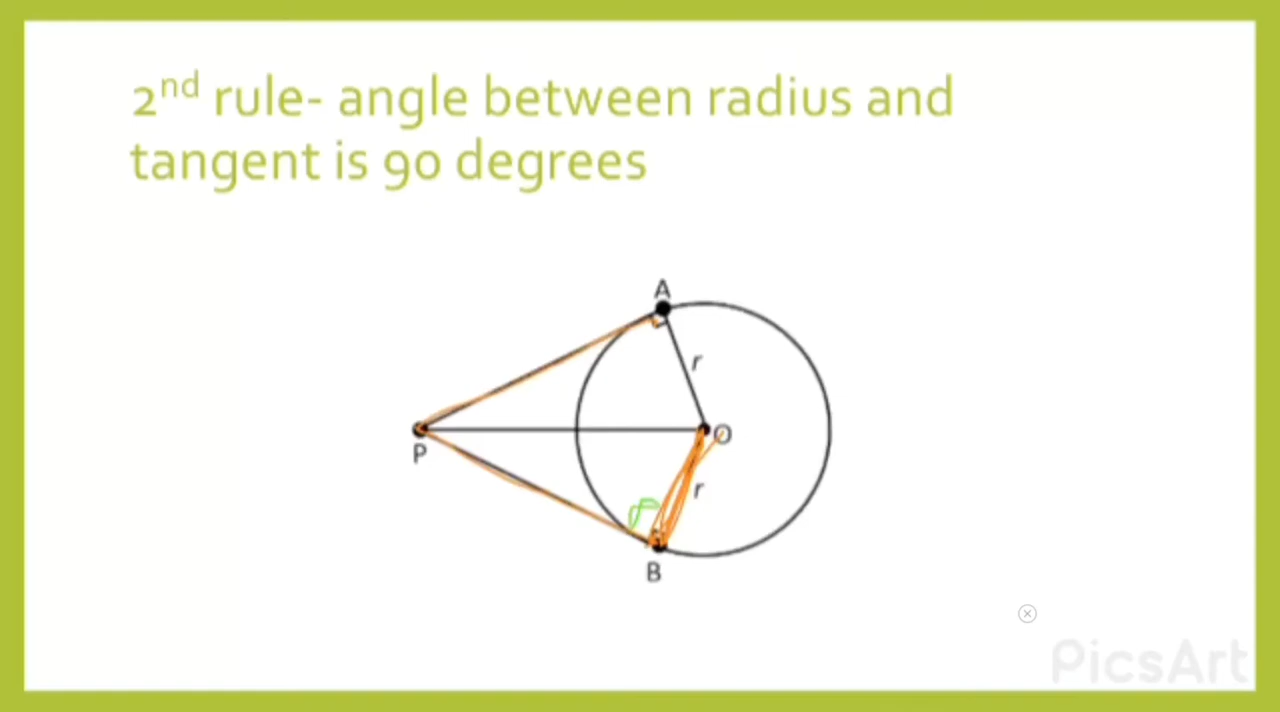 2nd rule- angle between radius and
tangent is 90 degrees
A
r
P
O
r
B
PicsArt